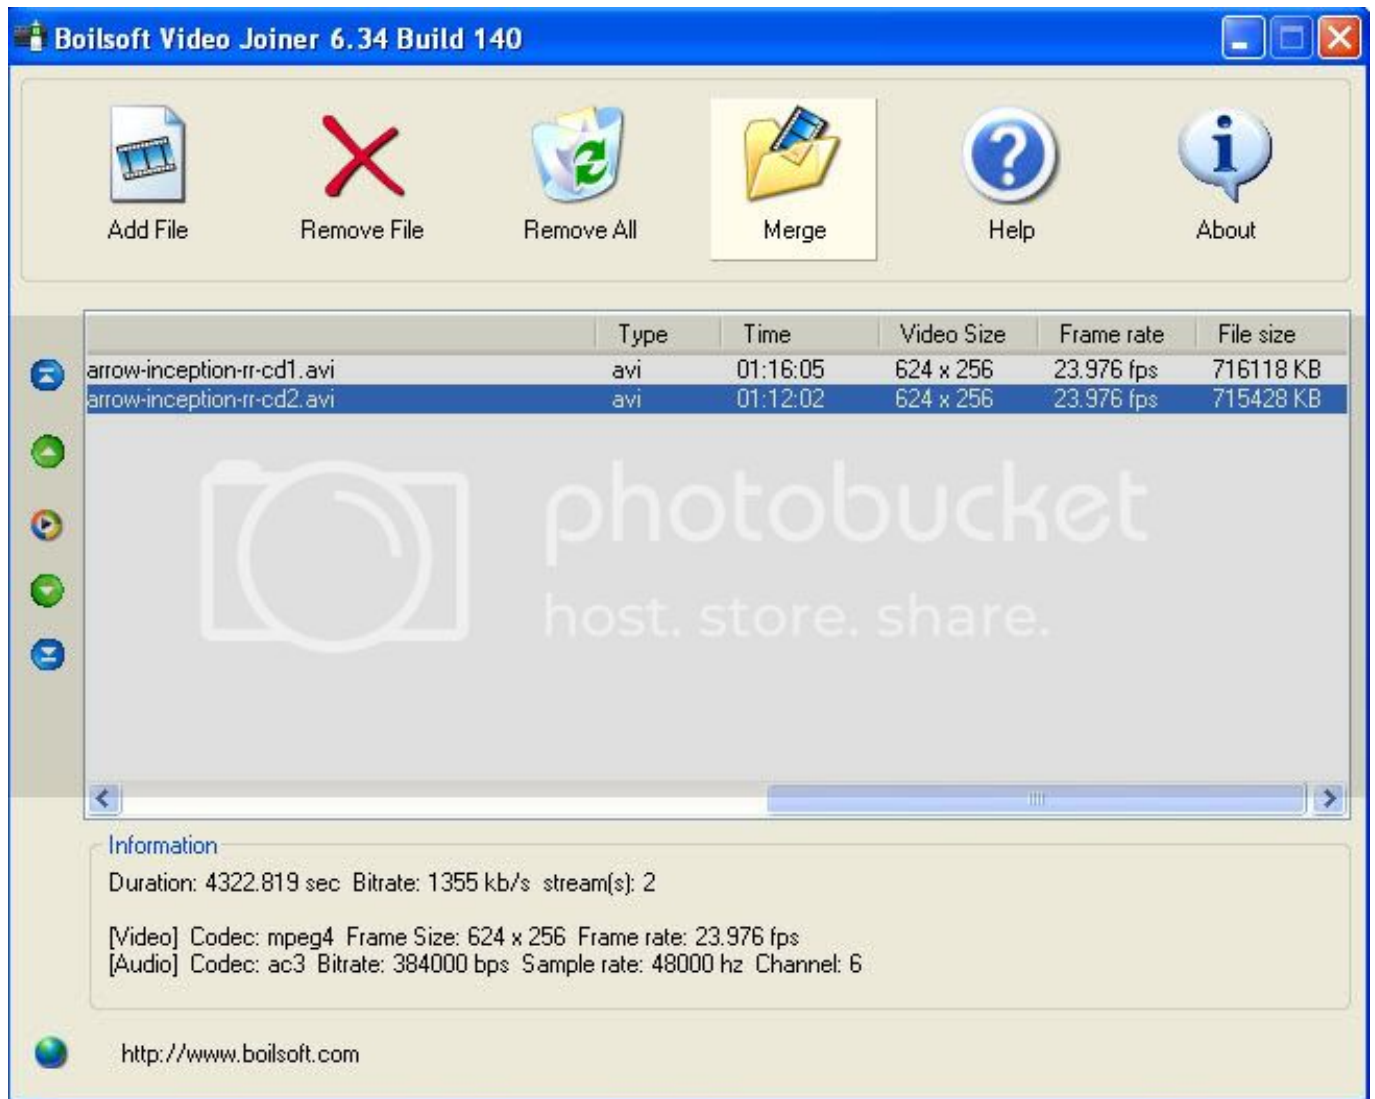 Boilsoft Video Joiner 6.34 Build 140
Add File Remove File Remove All Merge Help About
Type Time Video Size Frame rate File size
arrow-inception-rr-cd1.avi avi 01:16:05 624 x 256 23.976 fps 716118 KB
arrow-inception-rr-cd2.avi avi 01:12:02 624 x 256 23.976 fps 715428 KB
photobucket
host. store. share.
Information
Duration: 4322.819 sec Bitrate: 1355 kb/s stream(s): 2
[Video] Codec: mpeg4 Frame Size: 624 x 256 Frame rate: 23.976 fps
[Audio] Codec: ac3 Bitrate: 384000 bps Sample rate: 48000 hz Channel: 6
http://www.boilsoft.com